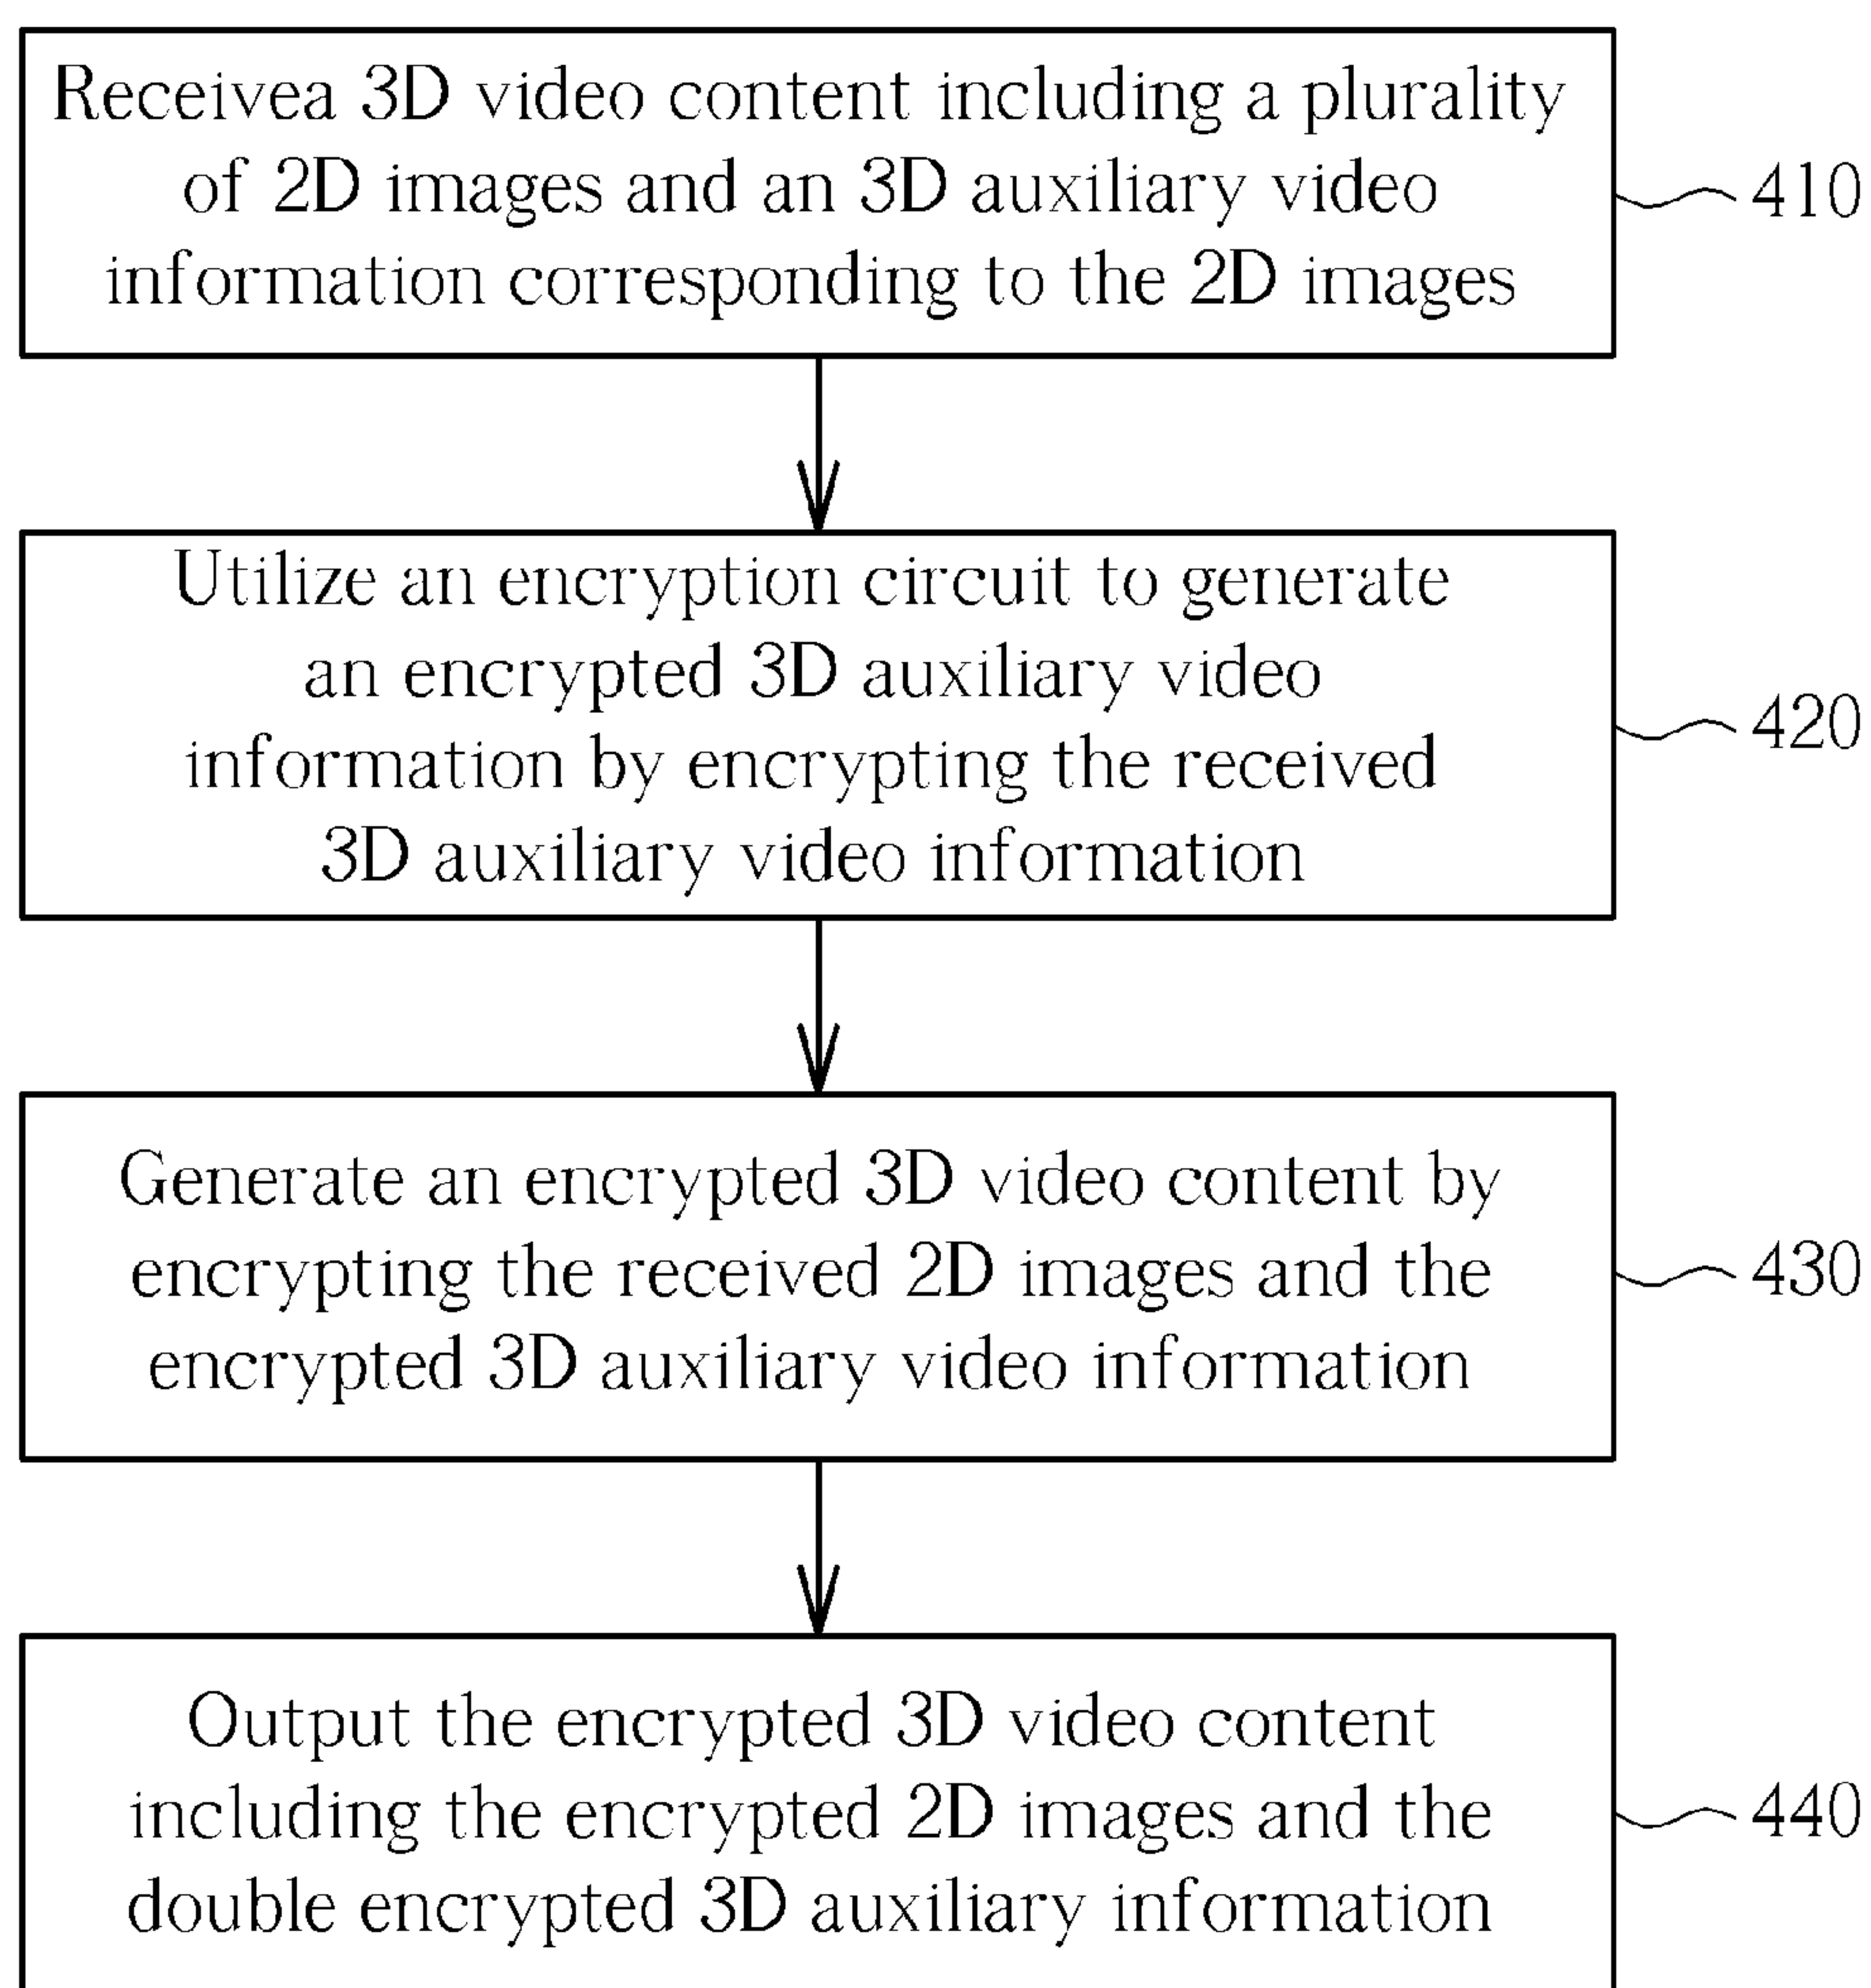 Receivea 3D video content including a plurality
of 2D images and an 3D auxiliary video
information corresponding to the 2D images
410
Utilize an encryption circuit to generate
an encrypted 3D auxiliary video
information by encrypting the received
3D auxiliary video information
420
Generate an encrypted 3D video content by
encrypting the received 2D images and the
encrypted 3D auxiliary video information
430
Output the encrypted 3D video content
including the encrypted 2D images and the
double encrypted 3D auxiliary information
440